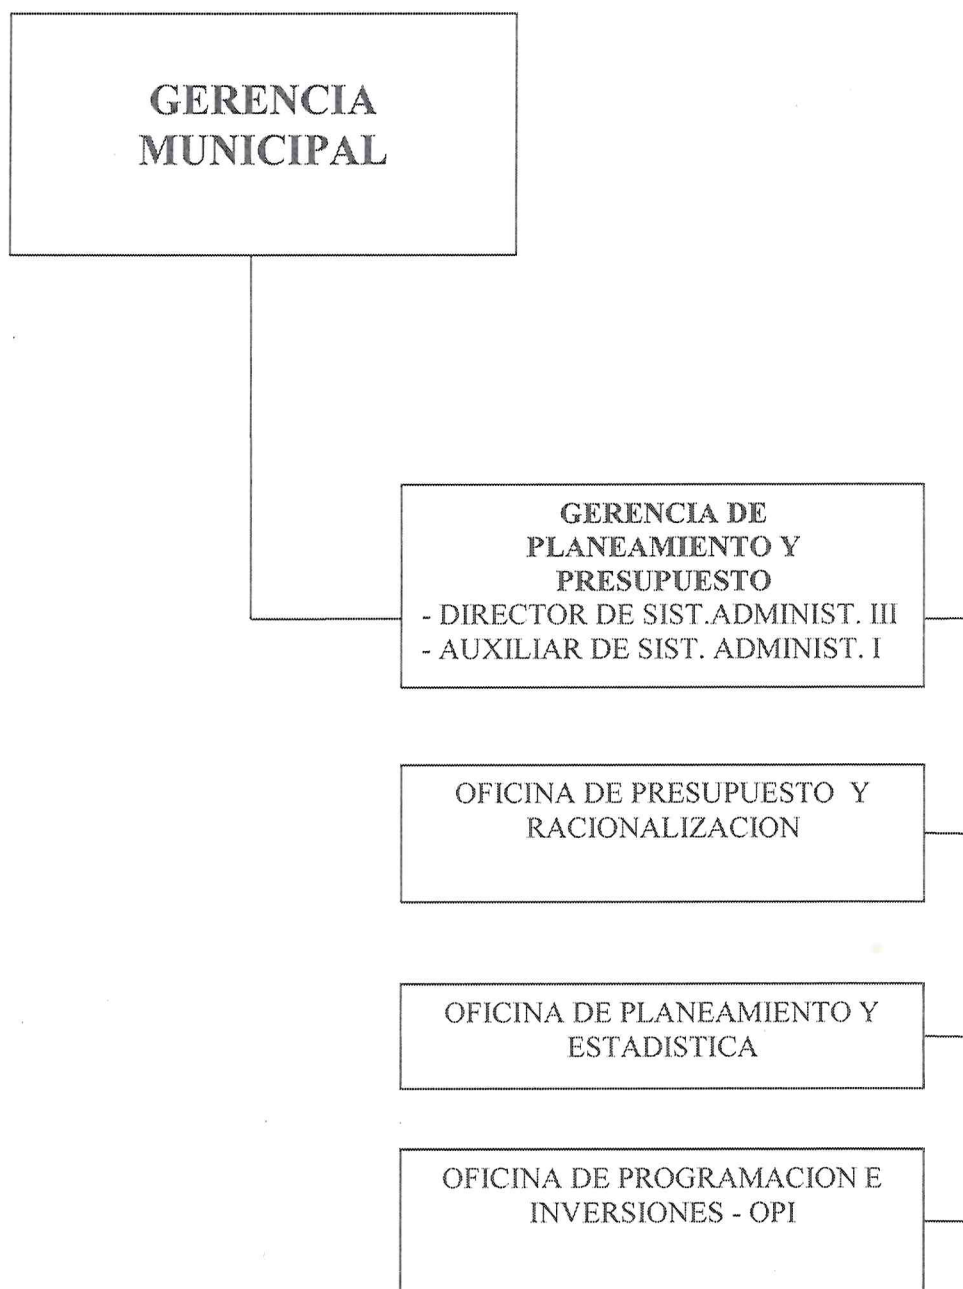 GERENCIA
MUNICIPAL
GERENCIA DE
PLANEAMIENTO Y
PRESUPUESTO
- DIRECTOR DE SIST.ADMINIST. III
- AUXILIAR DE SIST. ADMINIST. I
OFICINA DE PRESUPUESTO Y
RACIONALIZACION
OFICINA DE PLANEAMIENTO Y
ESTADISTICA
OFICINA DE PROGRAMACION E
INVERSIONES - OPI